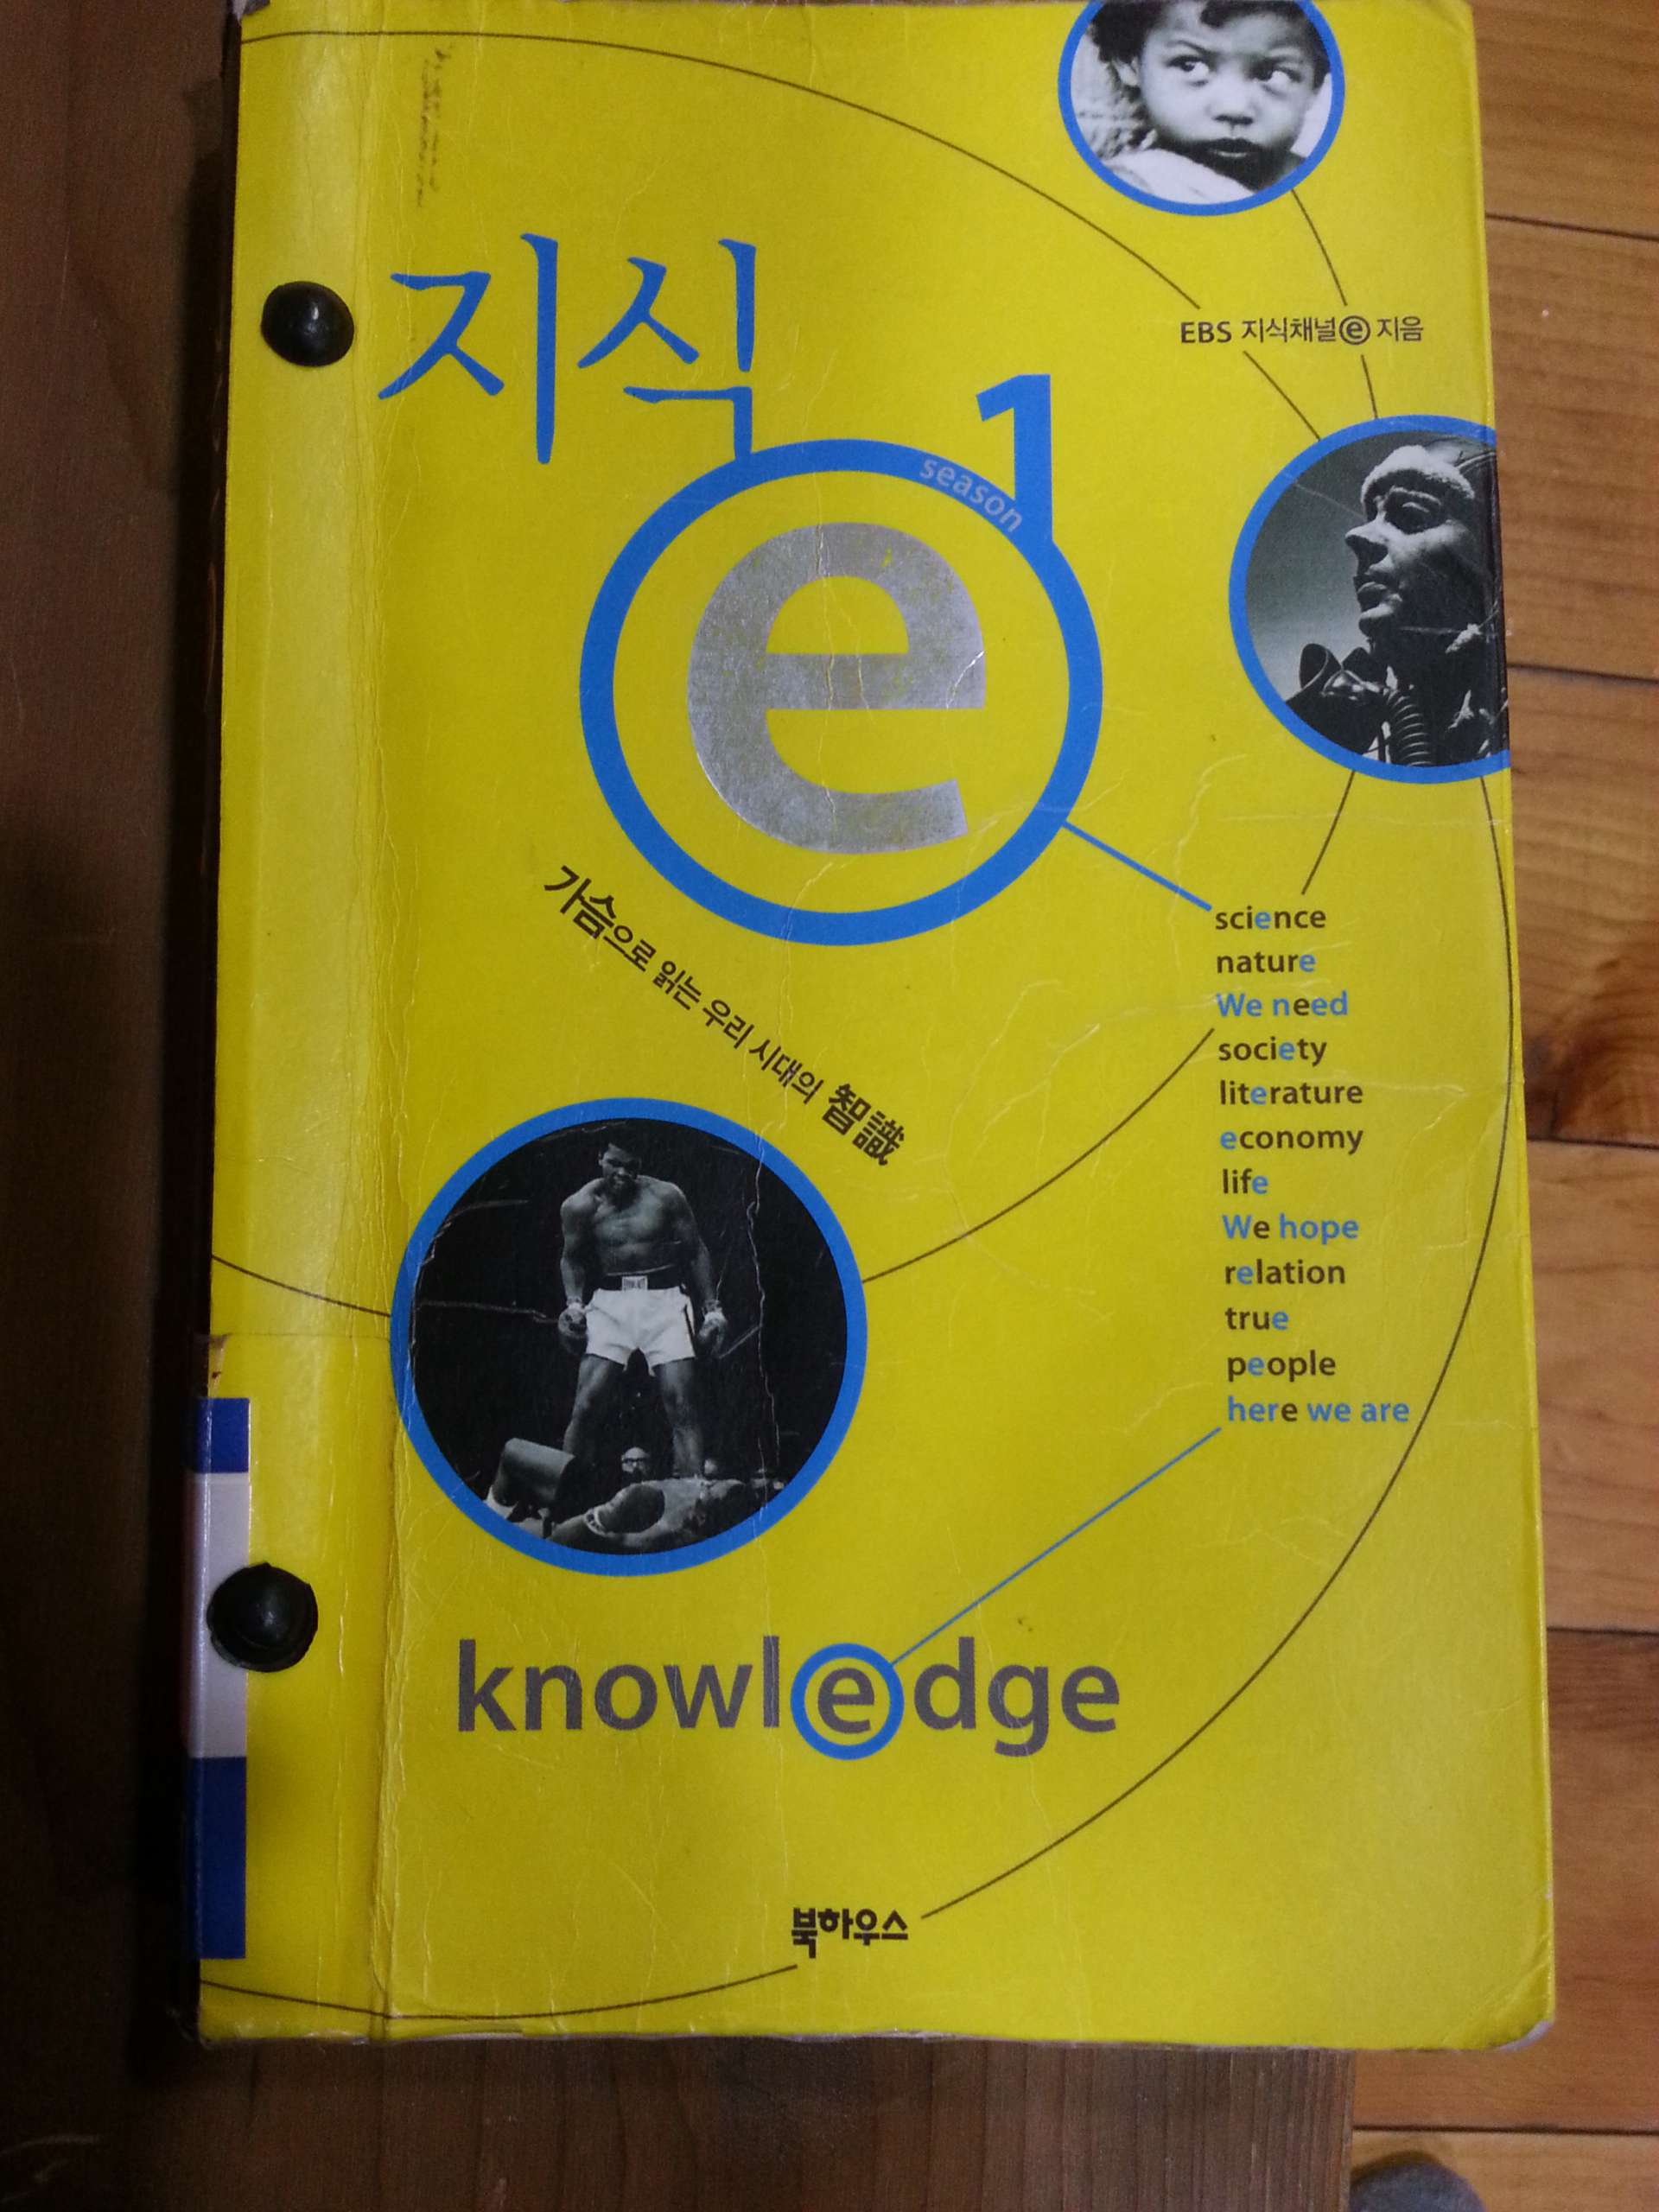 지식
EBS 지식채널ⓔ 지음
1
season
e
가슴으로 읽는 우리 시대의 智識
science
nature
We need
society
literature
economy
life
We hope
relation
true
people
here we are
knowledge
북하우스